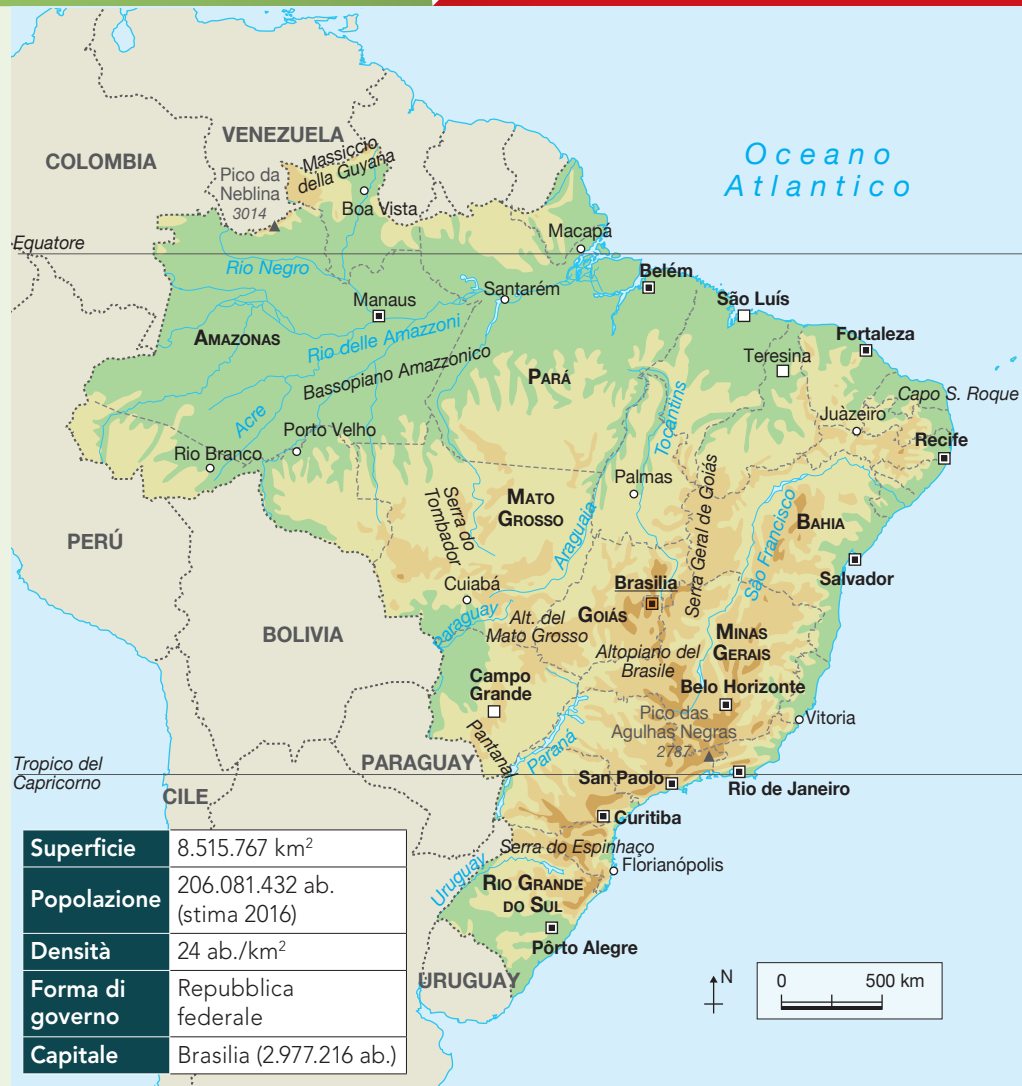 VENEZUELA
COLOMBIA
Massiccio
della Guyana
Pico da
Neblina
3014
Boa Vista
Oceano
Atlantico
Macapá
Equatore
Rio Negro
Belém
Santarém
Manaus
São Luís
Fortaleza
AMAZONAS
Rio delle Amazzoni
Teresina
Bassopiano Amazzonico
PARÁ
Capo S. Roque
Tocantins
Juàzeiro
Acre
Porto Velho
Recife
Rio Branco
Palmas
Serra do
Tombador
MATO
GROSSO
Serra Geral de Goiás
São Francisco
BAHIA
PERÚ
Araguaia
Salvador
Cuiabá
Brasilia
Paraguay
Alt. del
Mato Grosso
GOIÁS
BOLIVIA
MINAS
GERAIS
Altopiano del
Brasile
Campo
Grande
Belo Horizonte
Pico das
Agulhas Negras
2787
Vitoria
Pantanal
Paraná
Tropico del
Capricorno
PARAGUAY
San Paolo
Rio de Janeiro
CILE
Curitiba
Serra do Espinhaço
Florianópolis
Uruguay
RIO GRANDE
DO SUL
Pôrto Alegre
URUGUAY
N
0 500 km
Superficie 8.515.767 km²
Popolazione 206.081.432 ab.
(stima 2016)
Densità 24 ab./km²
Forma di
governo
Repubblica
federale
Capitale Brasilia (2.977.216 ab.)